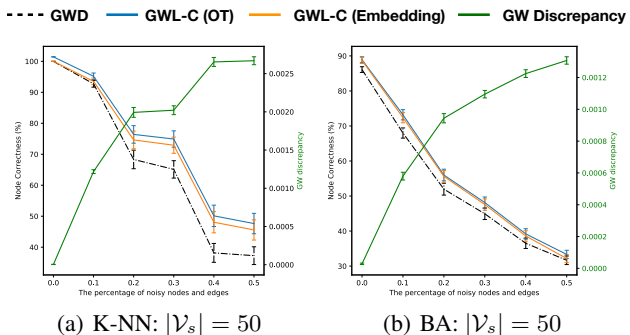 GWD GWL-C (OT) GWL-C (Embedding) GW Discrepancy
100
90
80
70
60
50
40
Node Correctness (%)
0.0025
0.0020
0.0015
0.0010
0.0005
0.0000
GW discrepancy
0.0 0.1 0.2 0.3 0.4 0.5
The percentage of noisy nodes and edges
(a) K-NN: |𝒱ₛ| = 50
90
80
70
60
50
40
30
Node Correctness (%)
0.0012
0.0010
0.0008
0.0006
0.0004
0.0002
0.0000
GW discrepancy
0.0 0.1 0.2 0.3 0.4 0.5
The percentage of noisy nodes and edges
(b) BA: |𝒱ₛ| = 50